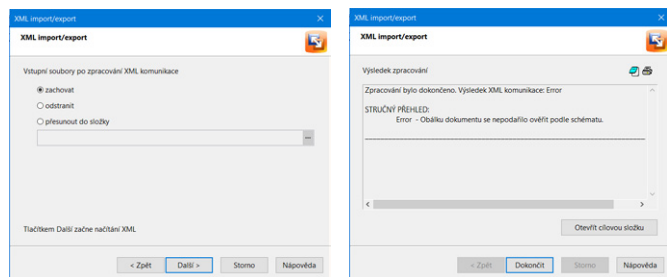 XML import/export
XML import/export
Vstupní soubory po zpracování XML komunikace
zachovat
odstranit
přesunout do složky
...
Tlačítkem Další začne načítání XML
< Zpět
Další >
Storno
Nápověda
XML import/export
XML import/export
Výsledek zpracování
Zpracování bylo dokončeno. Výsledek XML komunikace: Error
STRUČNÝ PŘEHLED:
Error - Obálku dokumentu se nepodařilo ověřit podle schématu.
Otevřít cílovou složku
< Zpět
Dokončit
Storno
Nápověda